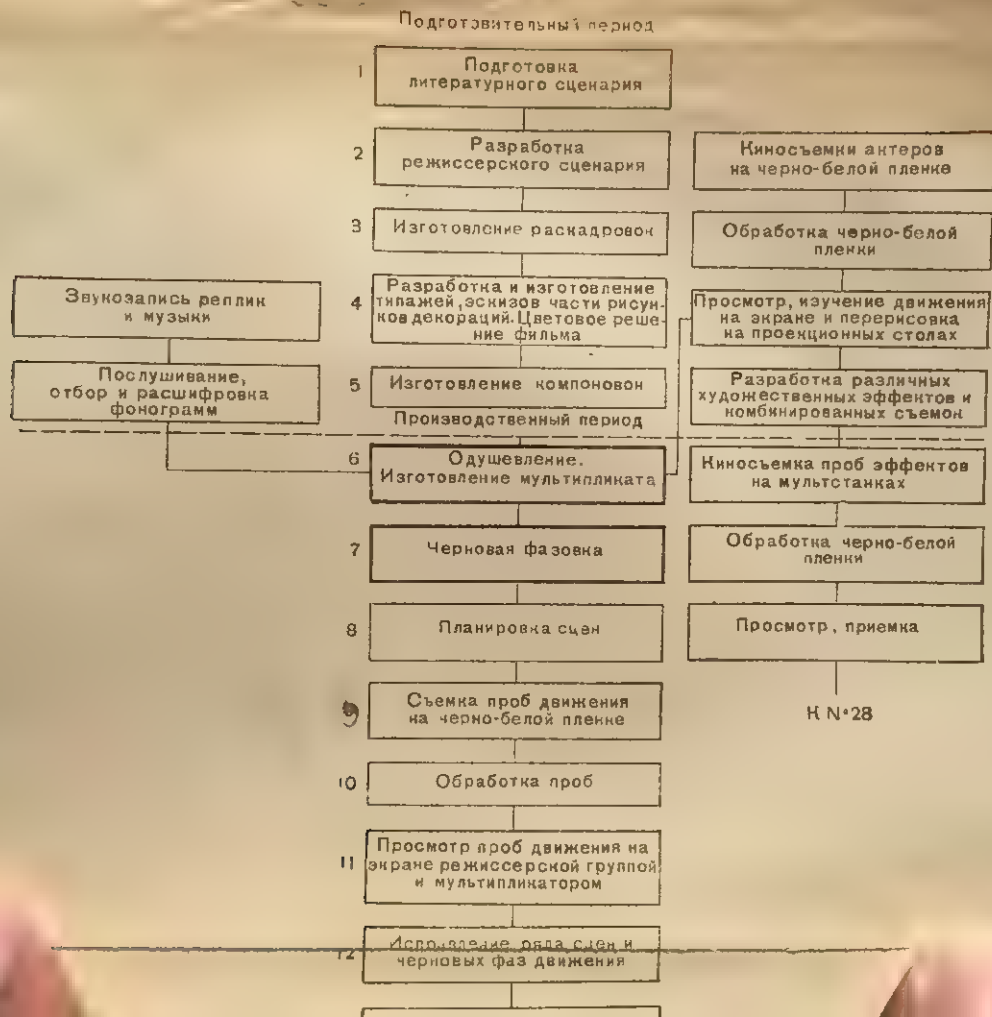 Подготовительный период
1
Подготовка
литературного сценария
2
Разработка
режиссерского сценария
3
Изготовление раскадровок
4
Разработка и изготовление
типажей, эскизов части рисун-
ков декораций. Цветовое реше-
ние фильма
5
Изготовление компоновок
Звукозапись реплик
и музыки
Послушивание,
отбор и расшифровка
фонограмм
Киносъемки актеров
на черно-белой пленке
Обработка черно-белой
пленки
Просмотр, изучение движения
на экране и перерисовка
на проекционных столах
Разработка различных
художественных эффектов и
комбинированных съемок
Производственный период
6
Одушевление.
Изготовление мультипликата
7
Черновая фазовка
8
Планировка сцен
9
Съемка проб движения
на черно-белой пленке
10
Обработка проб
11
Просмотр проб движения на
экране режиссерской группой
и мультипликатором
12
Исправление ряда сцен и
черновых фаз движения
Киносъемка проб эффектов
на мультстанках
Обработка черно-белой
пленки
Просмотр, приемка
К №28